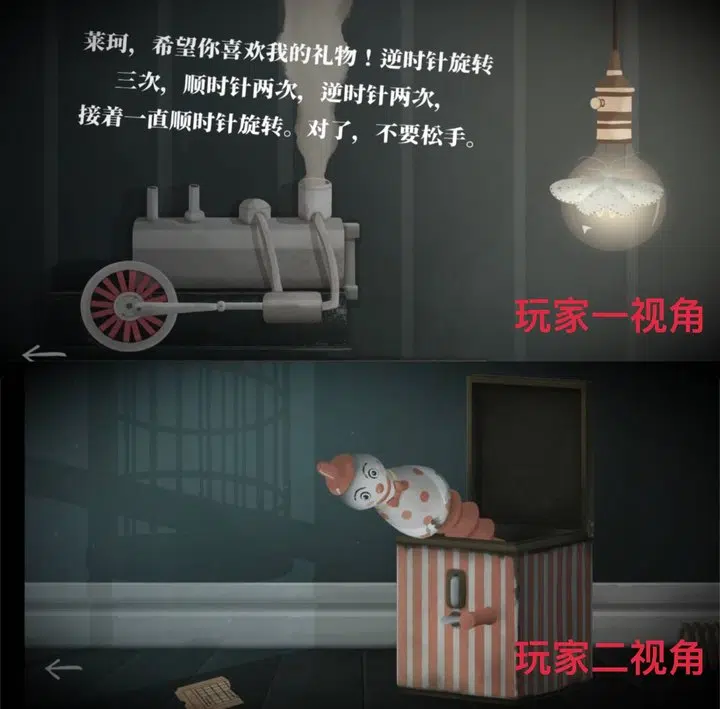 莱珂，希望你喜欢我的礼物！逆时针旋转
三次，顺时针两次，逆时针两次，
接着一直顺时针旋转。对了，不要松手。
玩家一视角
玩家二视角